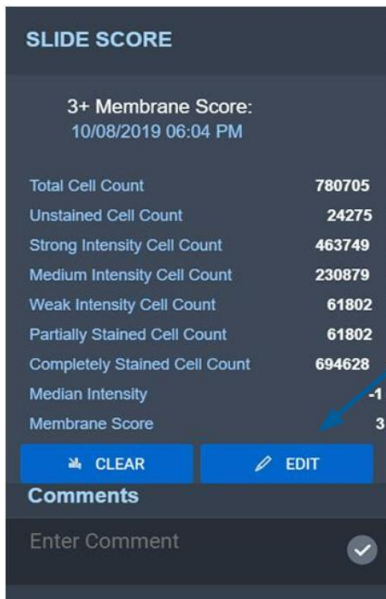 SLIDE SCORE
3+ Membrane Score:
10/08/2019 06:04 PM
Total Cell Count 780705
Unstained Cell Count 24275
Strong Intensity Cell Count 463749
Medium Intensity Cell Count 230879
Weak Intensity Cell Count 61802
Partially Stained Cell Count 61802
Completely Stained Cell Count 694628
Median Intensity -1
Membrane Score 3
CLEAR EDIT
Comments
Enter Comment